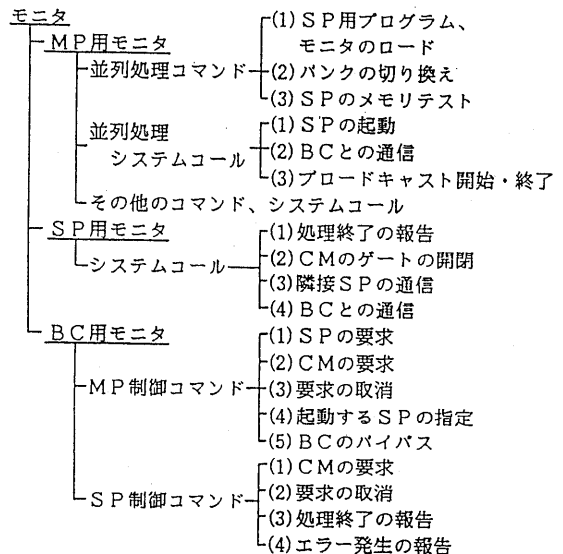 モニタ
MP用モニタ
並列処理コマンド
(1)SP用プログラム、
モニタのロード
(2)バンクの切り換え
(3)SPのメモリテスト
並列処理
システムコール
(1)SPの起動
(2)BCとの通信
(3)ブロードキャスト開始・終了
その他のコマンド、システムコール
SP用モニタ
システムコール
(1)処理終了の報告
(2)CMのゲートの開閉
(3)隣接SPの通信
(4)BCとの通信
BC用モニタ
MP制御コマンド
(1)SPの要求
(2)CMの要求
(3)要求の取消
(4)起動するSPの指定
(5)BCのバイパス
SP制御コマンド
(1)CMの要求
(2)要求の取消
(3)処理終了の報告
(4)エラー発生の報告